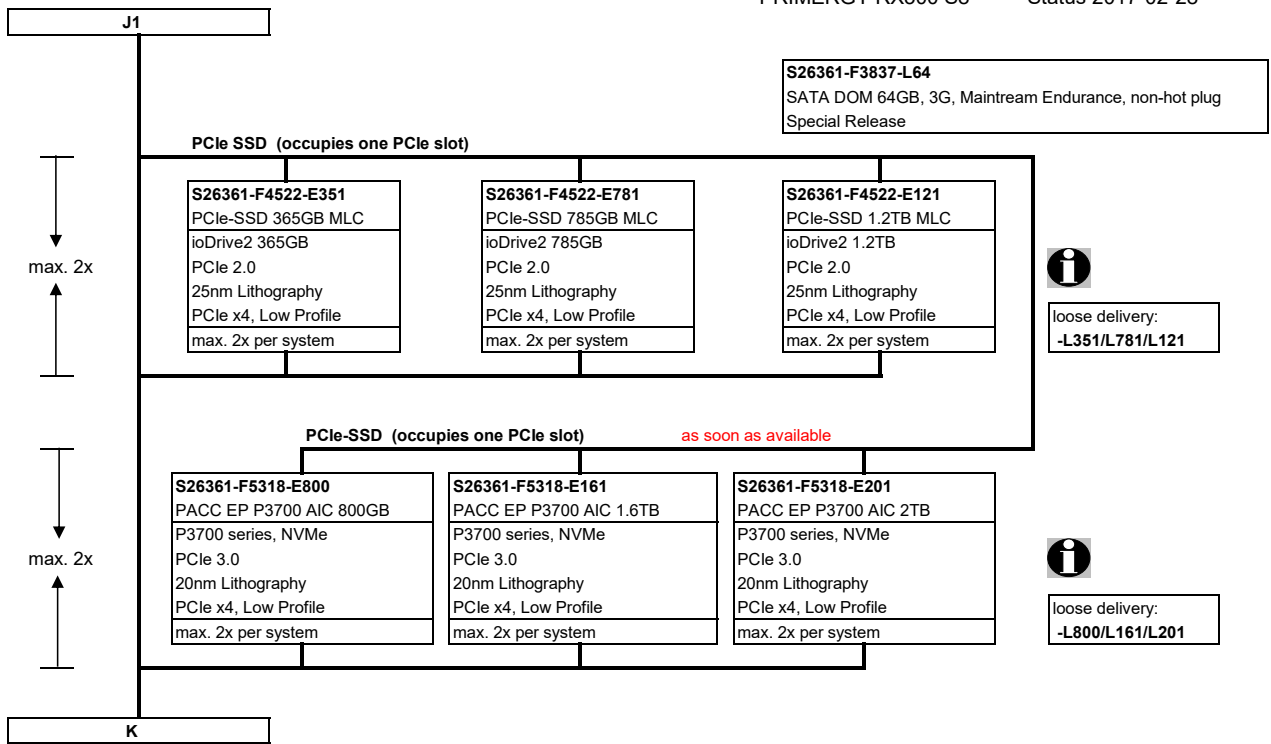 J1
S26361-F3837-L64
SATA DOM 64GB, 3G, Maintream Endurance, non-hot plug
Special Release
PCIe SSD (occupies one PCIe slot)
S26361-F4522-E351
PCIe-SSD 365GB MLC
ioDrive2 365GB
PCIe 2.0
25nm Lithography
PCIe x4, Low Profile
max. 2x per system
S26361-F4522-E781
PCIe-SSD 785GB MLC
ioDrive2 785GB
PCIe 2.0
25nm Lithography
PCIe x4, Low Profile
max. 2x per system
S26361-F4522-E121
PCIe-SSD 1.2TB MLC
ioDrive2 1.2TB
PCIe 2.0
25nm Lithography
PCIe x4, Low Profile
max. 2x per system
max. 2x
loose delivery:
-L351/L781/L121
PCIe-SSD (occupies one PCIe slot)
as soon as available
S26361-F5318-E800
PACC EP P3700 AIC 800GB
P3700 series, NVMe
PCIe 3.0
20nm Lithography
PCIe x4, Low Profile
max. 2x per system
S26361-F5318-E161
PACC EP P3700 AIC 1.6TB
P3700 series, NVMe
PCIe 3.0
20nm Lithography
PCIe x4, Low Profile
max. 2x per system
S26361-F5318-E201
PACC EP P3700 AIC 2TB
P3700 series, NVMe
PCIe 3.0
20nm Lithography
PCIe x4, Low Profile
max. 2x per system
max. 2x
loose delivery:
-L800/L161/L201
K